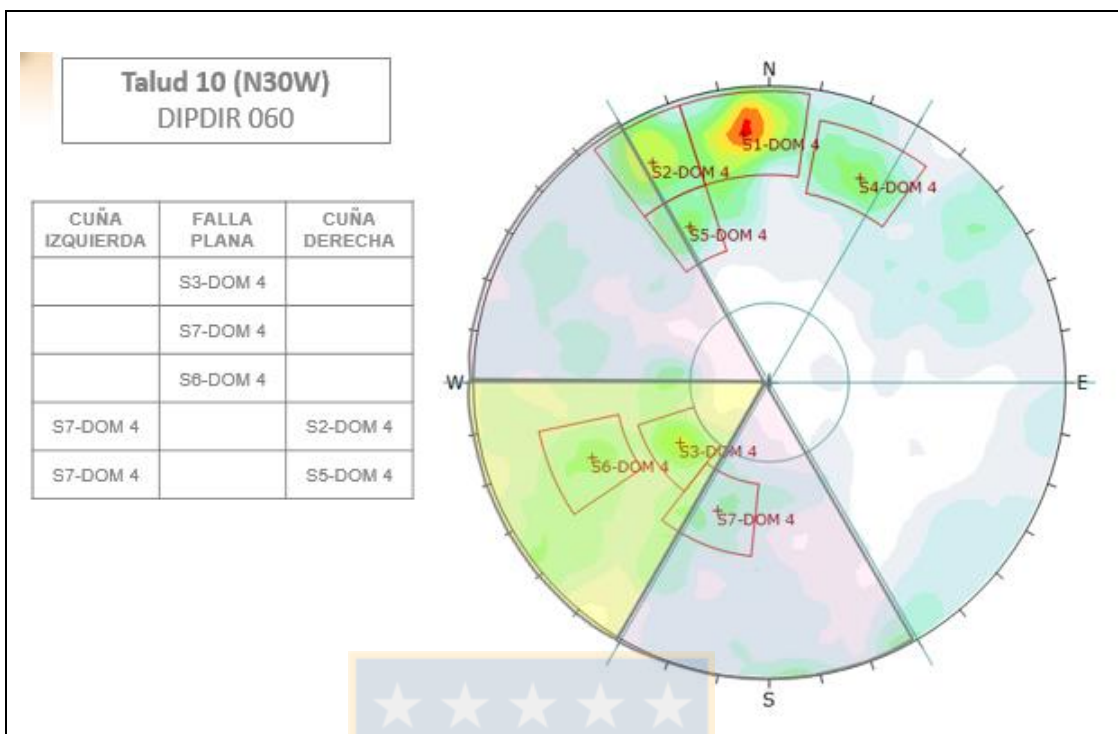 Talud 10 (N30W)
DIPDIR 060
CUÑA IZQUIERDA
FALLA PLANA
CUÑA DERECHA
S3-DOM 4
S7-DOM 4
S6-DOM 4
S7-DOM 4
S2-DOM 4
S7-DOM 4
S5-DOM 4
N
S1-DOM 4
S2-DOM 4
S4-DOM 4
S5-DOM 4
W
E
S3-DOM 4
S6-DOM 4
S7-DOM 4
S